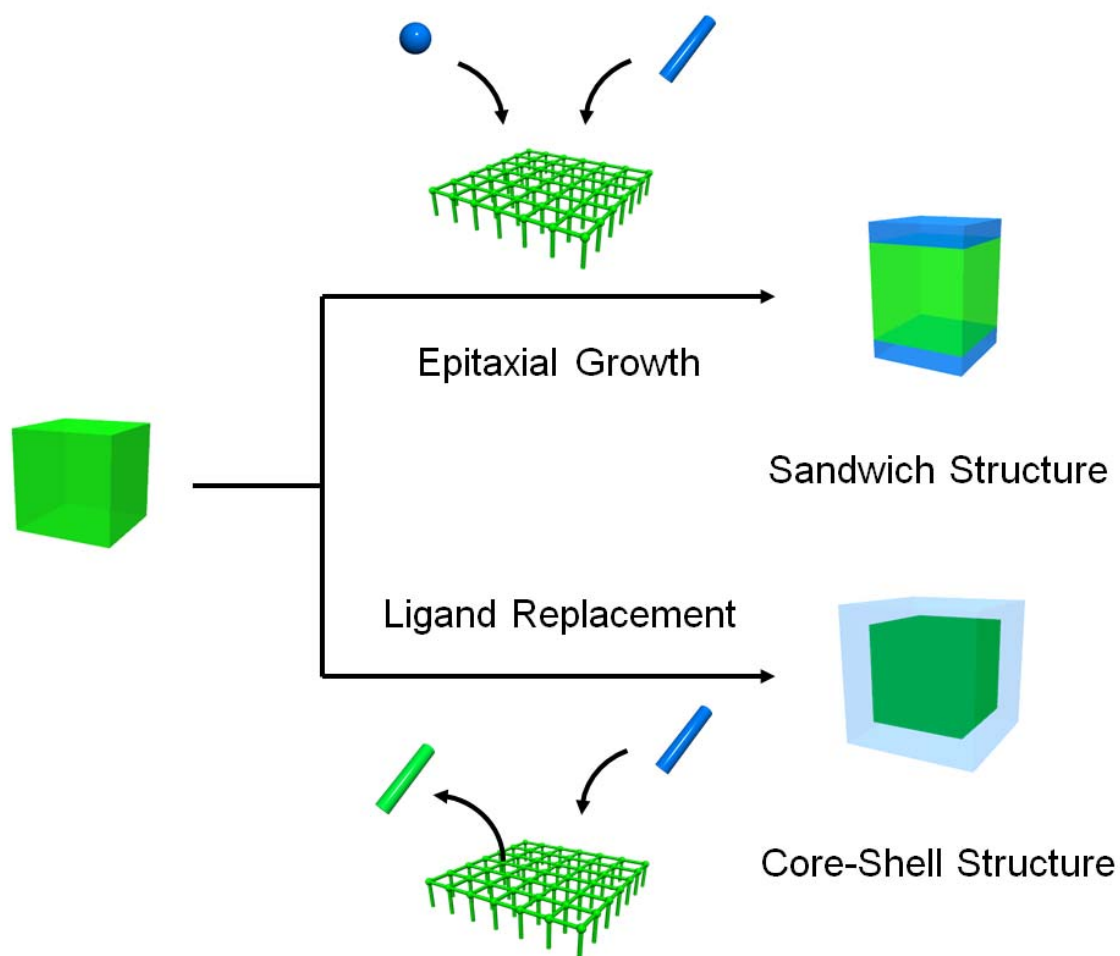 Epitaxial Growth
Sandwich Structure
Ligand Replacement
Core-Shell Structure